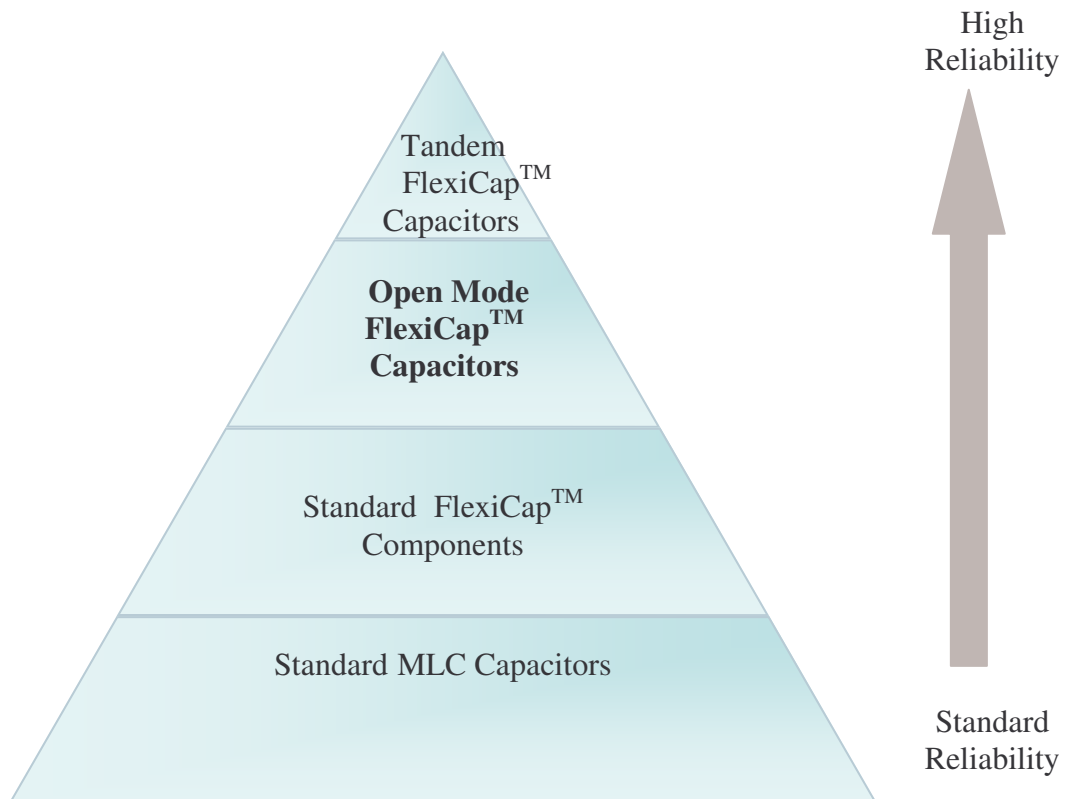 High
Reliability
Tandem
FlexiCap™
Capacitors
Open Mode
FlexiCap™
Capacitors
Standard FlexiCap™
Components
Standard MLC Capacitors
Standard
Reliability